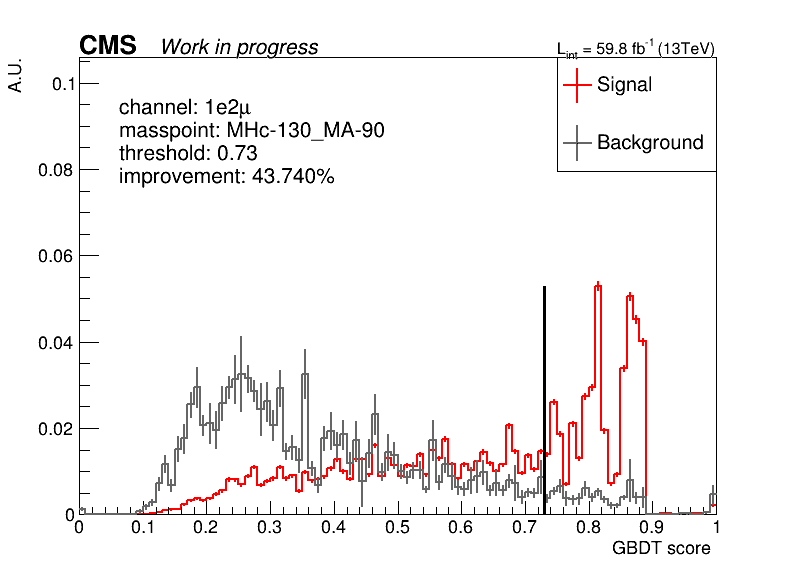 CMS Work in progress
L_int = 59.8 fb⁻¹ (13TeV)
A.U.
Signal
Background
channel: 1e2μ
masspoint: MHc-130_MA-90
threshold: 0.73
improvement: 43.740%
0.1
0.08
0.06
0.04
0.02
0
0 0.1 0.2 0.3 0.4 0.5 0.6 0.7 0.8 0.9 1
GBDT score